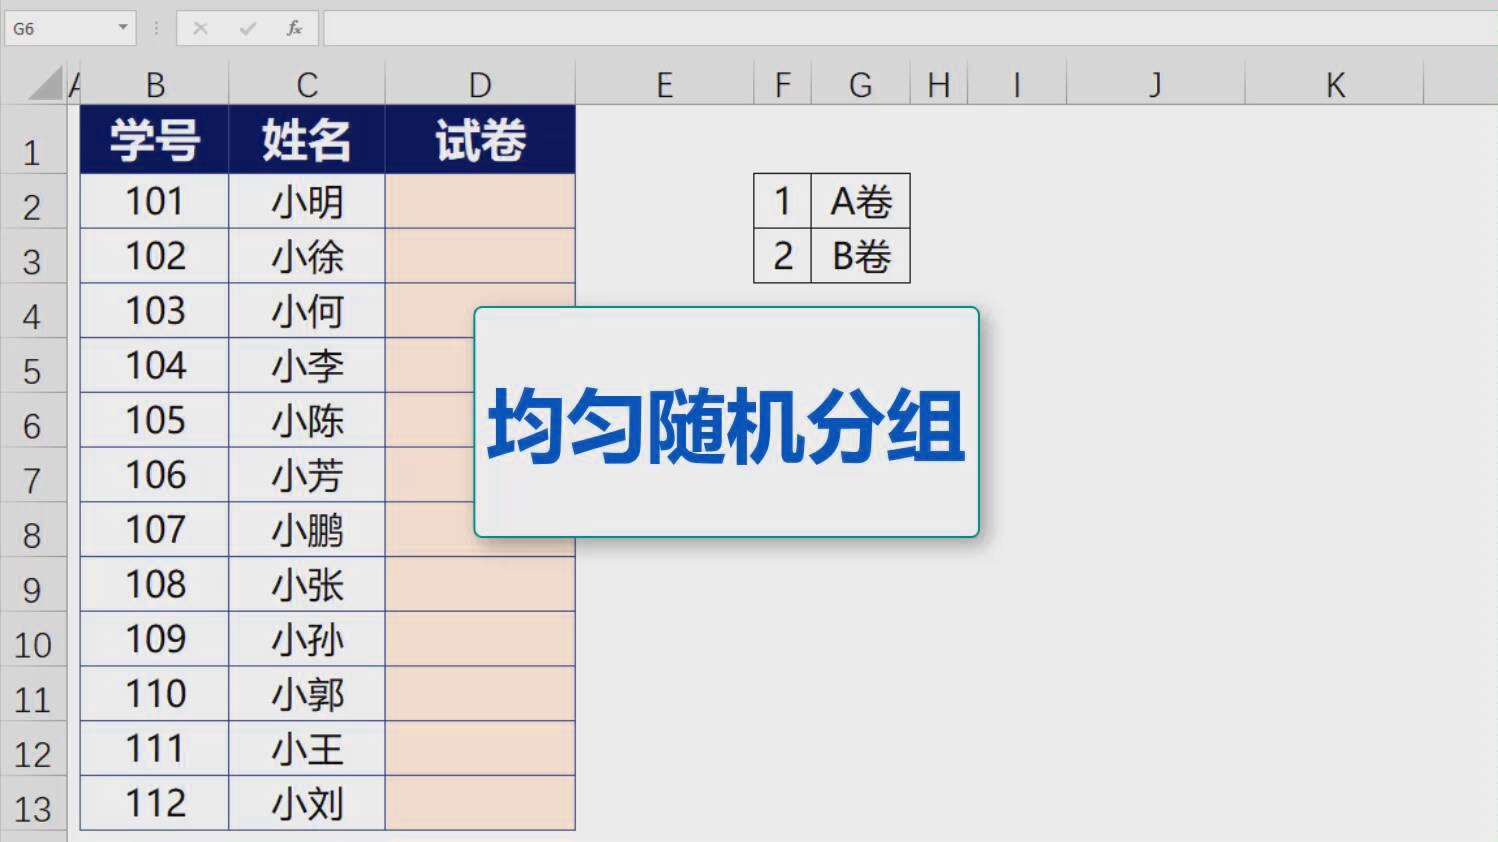 G6
fx
A B C D E F G H I J K
1 学号 姓名 试卷
2 101 小明 1 A卷
3 102 小徐 2 B卷
4 103 小何
5 104 小李
6 105 小陈
7 106 小芳
8 107 小鹏
9 108 小张
10 109 小孙
11 110 小郭
12 111 小王
13 112 小刘
均匀随机分组